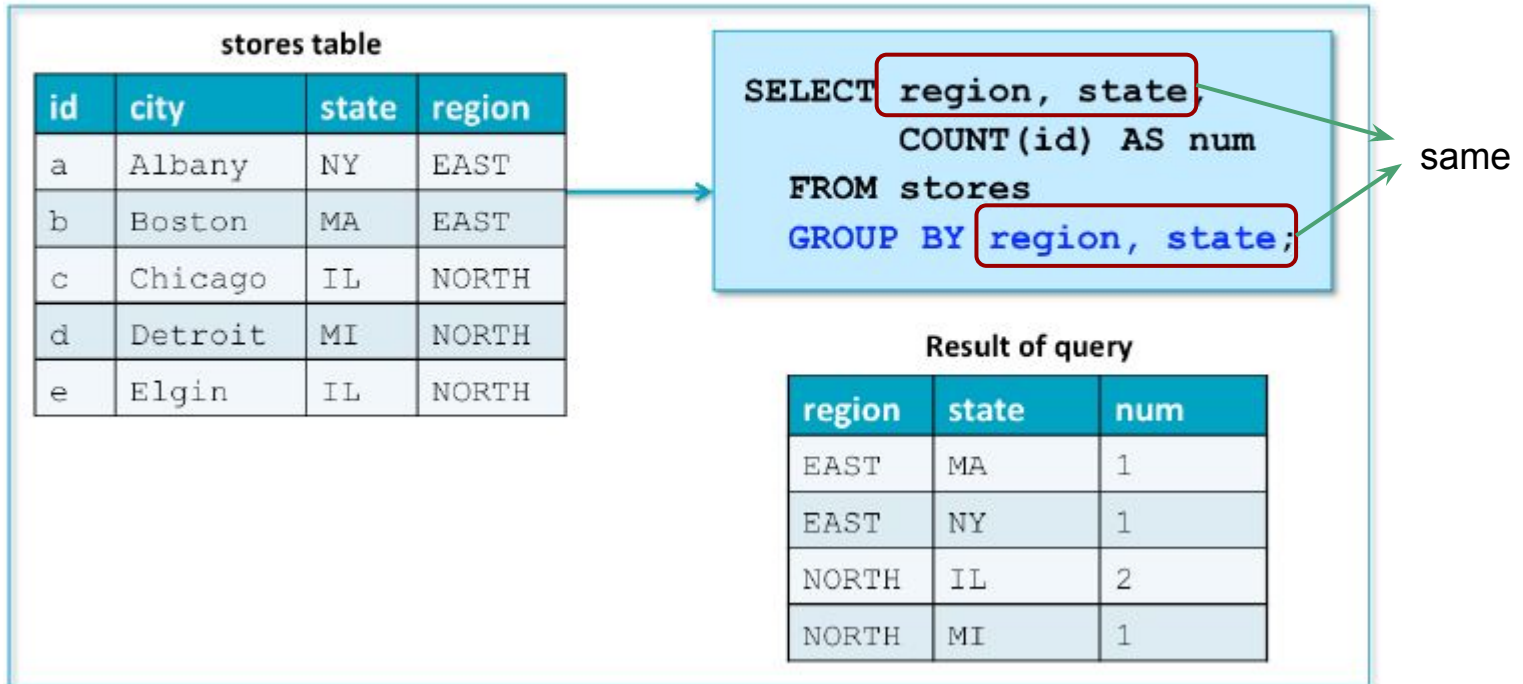 stores table
id city state region
a Albany NY EAST
b Boston MA EAST
c Chicago IL NORTH
d Detroit MI NORTH
e Elgin IL NORTH
SELECT region, state,
COUNT(id) AS num
FROM stores
GROUP BY region, state;
same
Result of query
region state num
EAST MA 1
EAST NY 1
NORTH IL 2
NORTH MI 1